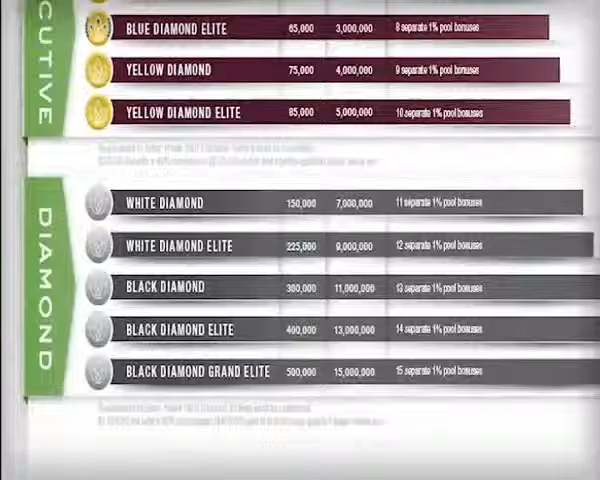 CUTIVE
BLUE DIAMOND ELITE 65,000 3,000,000 8 separate 1% pool bonuses
YELLOW DIAMOND 75,000 4,000,000 9 separate 1% pool bonuses
YELLOW DIAMOND ELITE 85,000 5,000,000 10 separate 1% pool bonuses
DIAMOND
WHITE DIAMOND 150,000 7,000,000 11 separate 1% pool bonuses
WHITE DIAMOND ELITE 225,000 9,000,000 12 separate 1% pool bonuses
BLACK DIAMOND 300,000 11,000,000 13 separate 1% pool bonuses
BLACK DIAMOND ELITE 400,000 13,000,000 14 separate 1% pool bonuses
BLACK DIAMOND GRAND ELITE 500,000 15,000,000 15 separate 1% pool bonuses